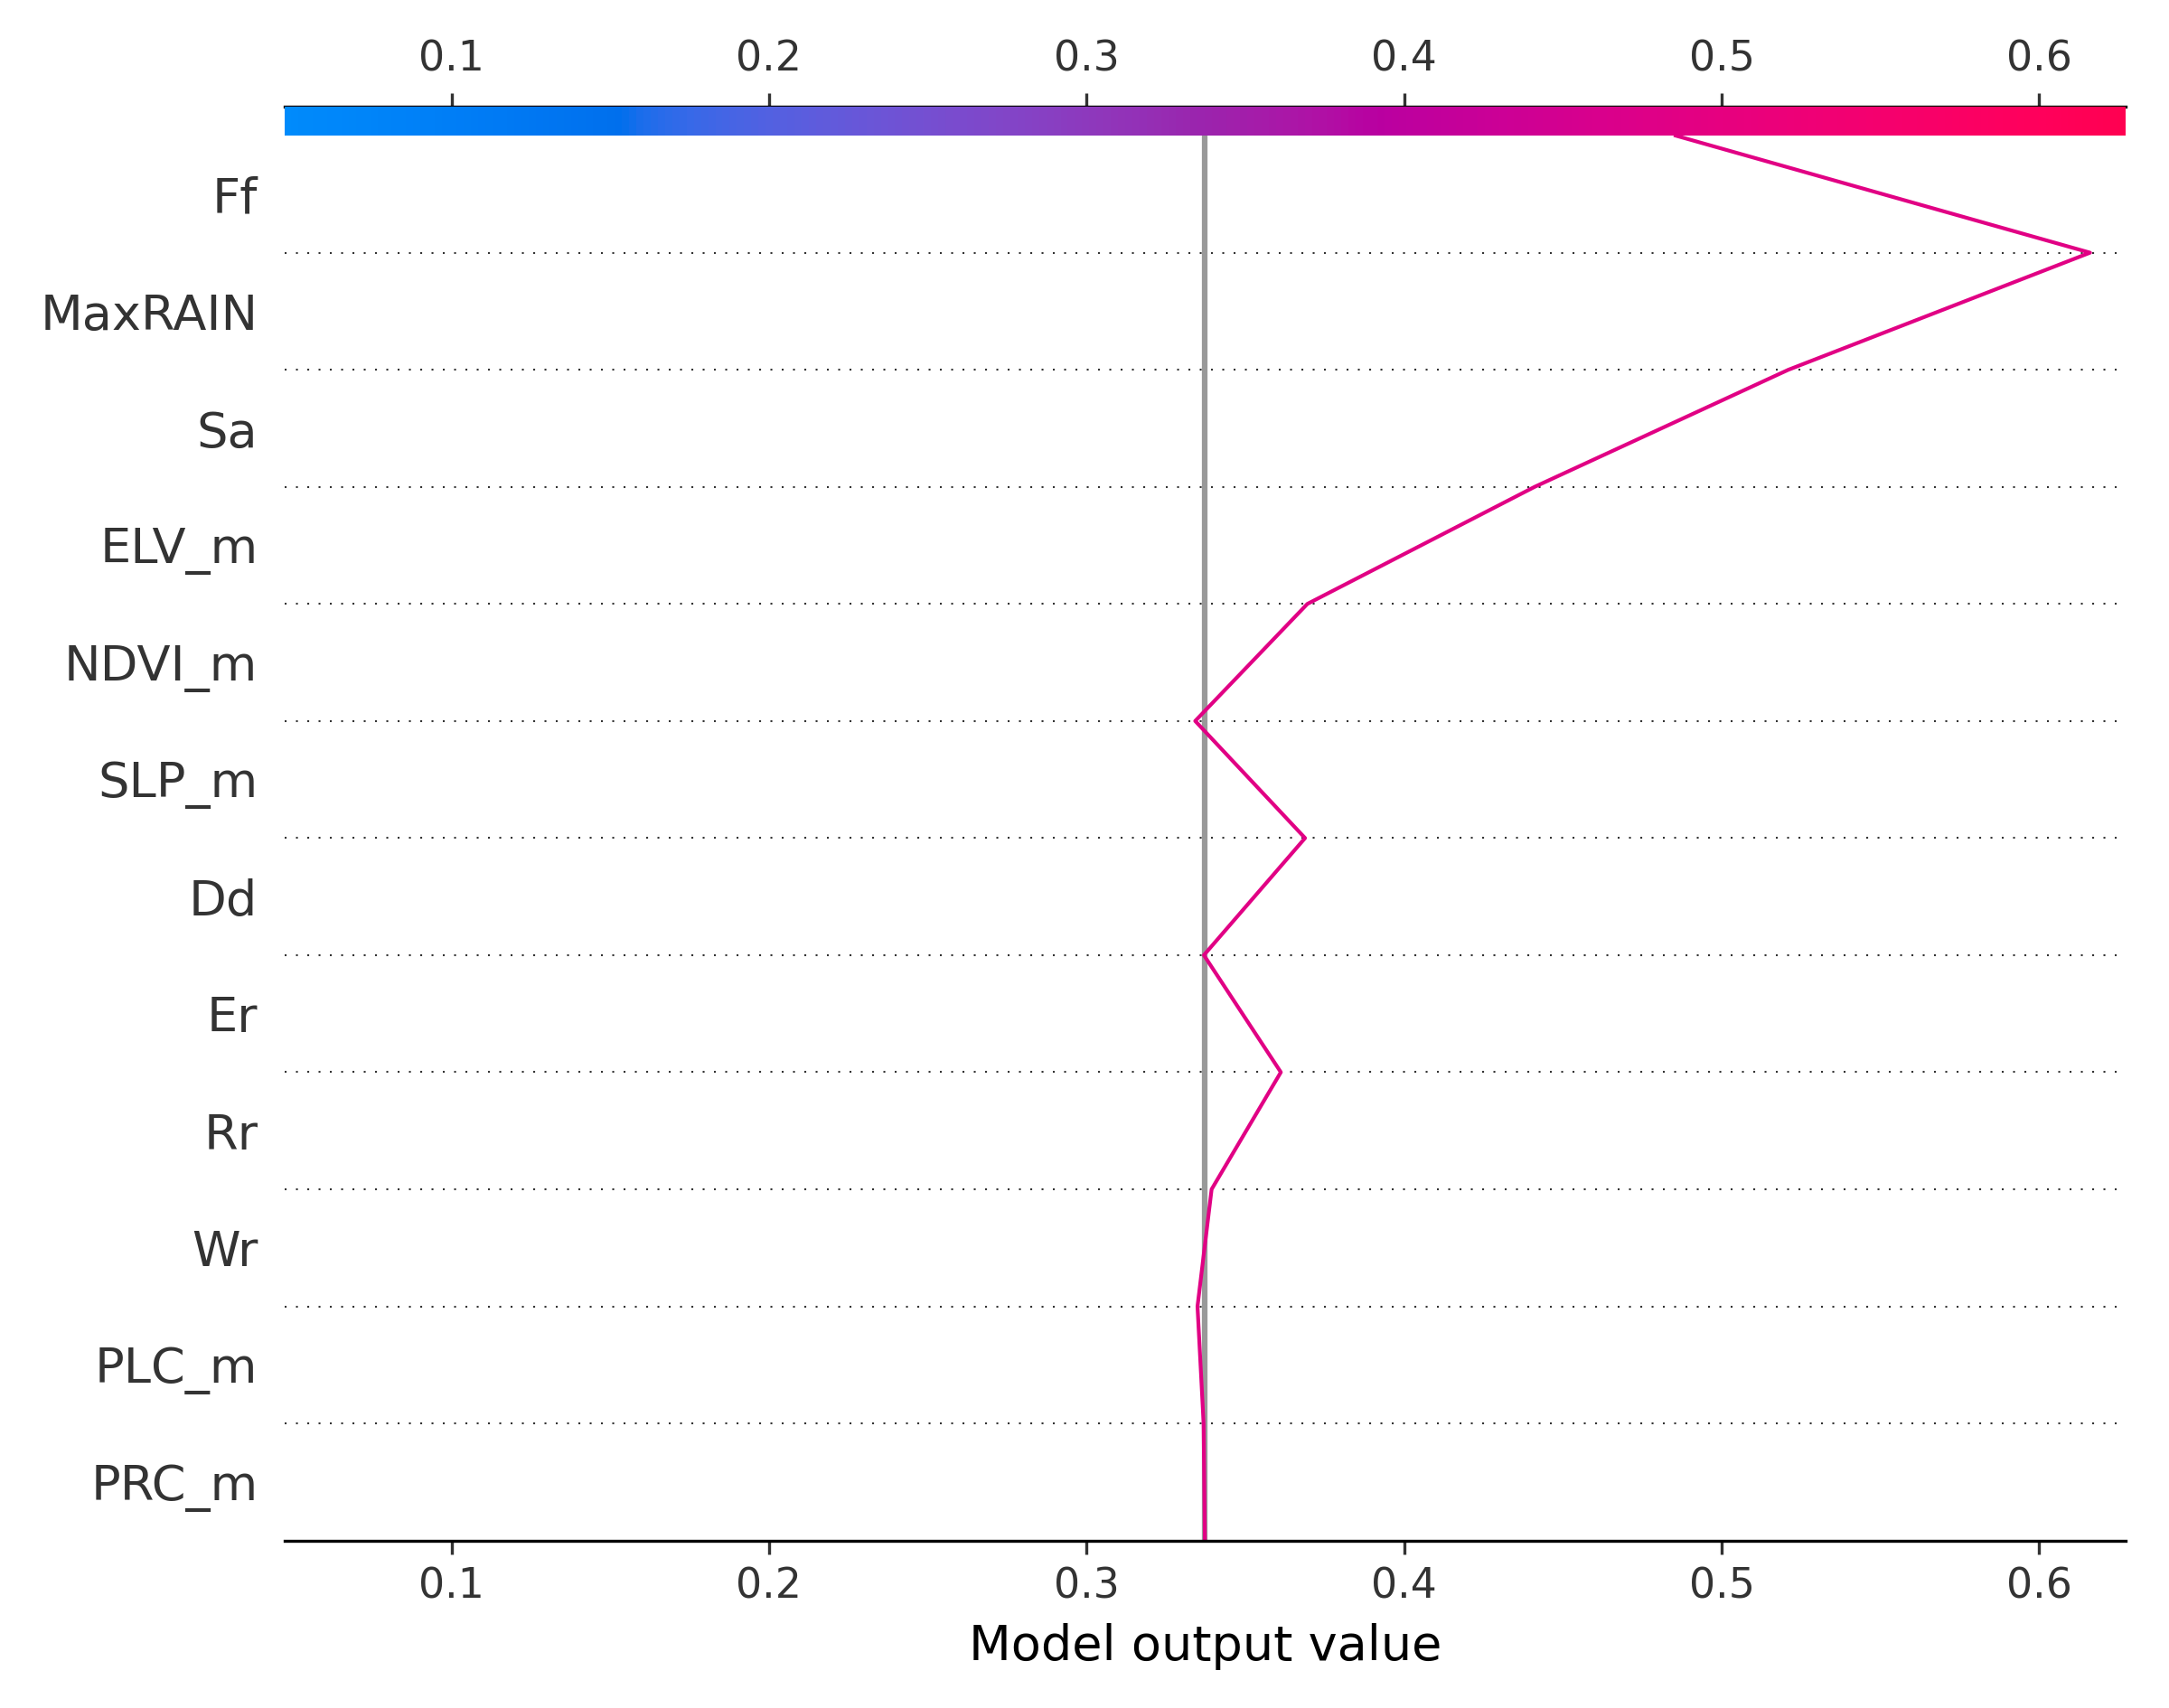 0.1 0.2 0.3 0.4 0.5 0.6
Ff
MaxRAIN
Sa
ELV_m
NDVI_m
SLP_m
Dd
Er
Rr
Wr
PLC_m
PRC_m
0.1 0.2 0.3 0.4 0.5 0.6
Model output value